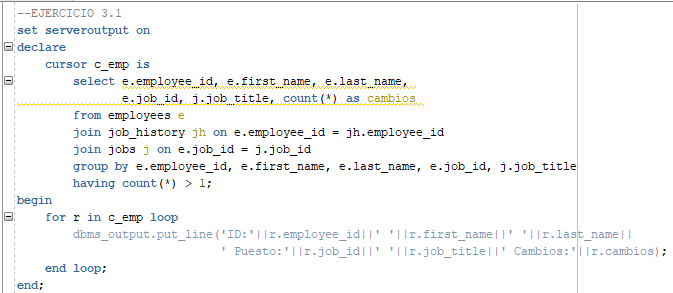 --EJERCICIO 3.1
set serveroutput on
declare
    cursor c_emp is
        select e.employee_id, e.first_name, e.last_name,
               e.job_id, j.job_title, count(*) as cambios
        from employees e
        join job_history jh on e.employee_id = jh.employee_id
        join jobs j on e.job_id = j.job_id
        group by e.employee_id, e.first_name, e.last_name, e.job_id, j.job_title
        having count(*) > 1;
begin
    for r in c_emp loop
        dbms_output.put_line('ID:'||r.employee_id||' '||r.first_name||' '||r.last_name||
                             ' Puesto:'||r.job_id||' '||r.job_title||' Cambios:'||r.cambios);
    end loop;
end;